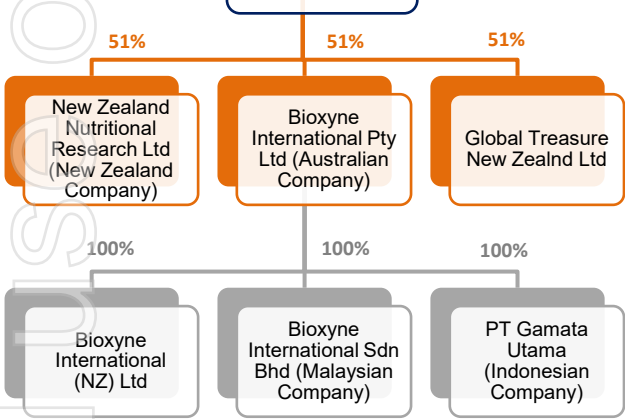 51%
51%
51%
New Zealand
Nutritional
Research Ltd
(New Zealand
Company)
Bioxyne
International Pty
Ltd (Australian
Company)
Global Treasure
New Zealnd Ltd
100%
100%
100%
Bioxyne
International
(NZ) Ltd
Bioxyne
International Sdn
Bhd (Malaysian
Company)
PT Gamata
Utama
(Indonesian
Company)
use o